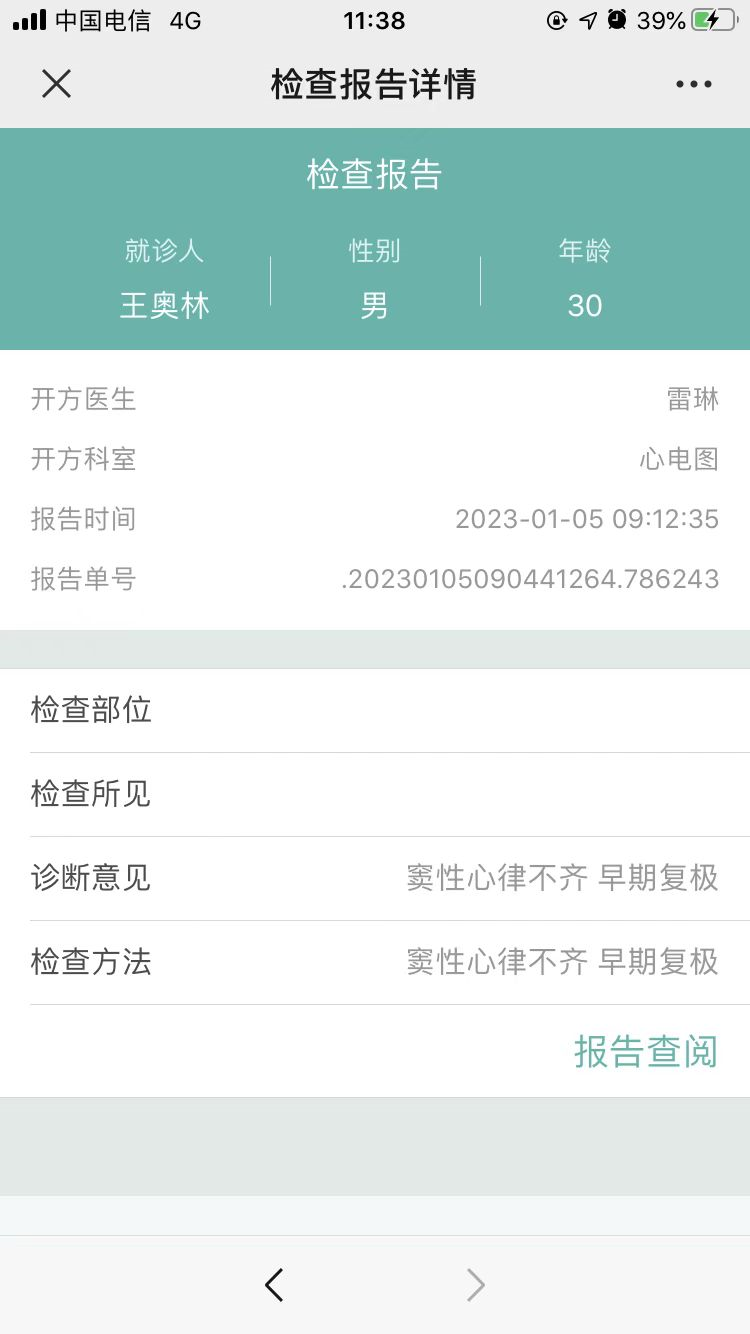 中国电信 4G 11:38 39%
检查报告详情
检查报告
就诊人 性别 年龄
王奥林 男 30
开方医生 雷琳
开方科室 心电图
报告时间 2023-01-05 09:12:35
报告单号 .20230105090441264.786243
检查部位
检查所见
诊断意见 窦性心律不齐 早期复极
检查方法 窦性心律不齐 早期复极
报告查阅